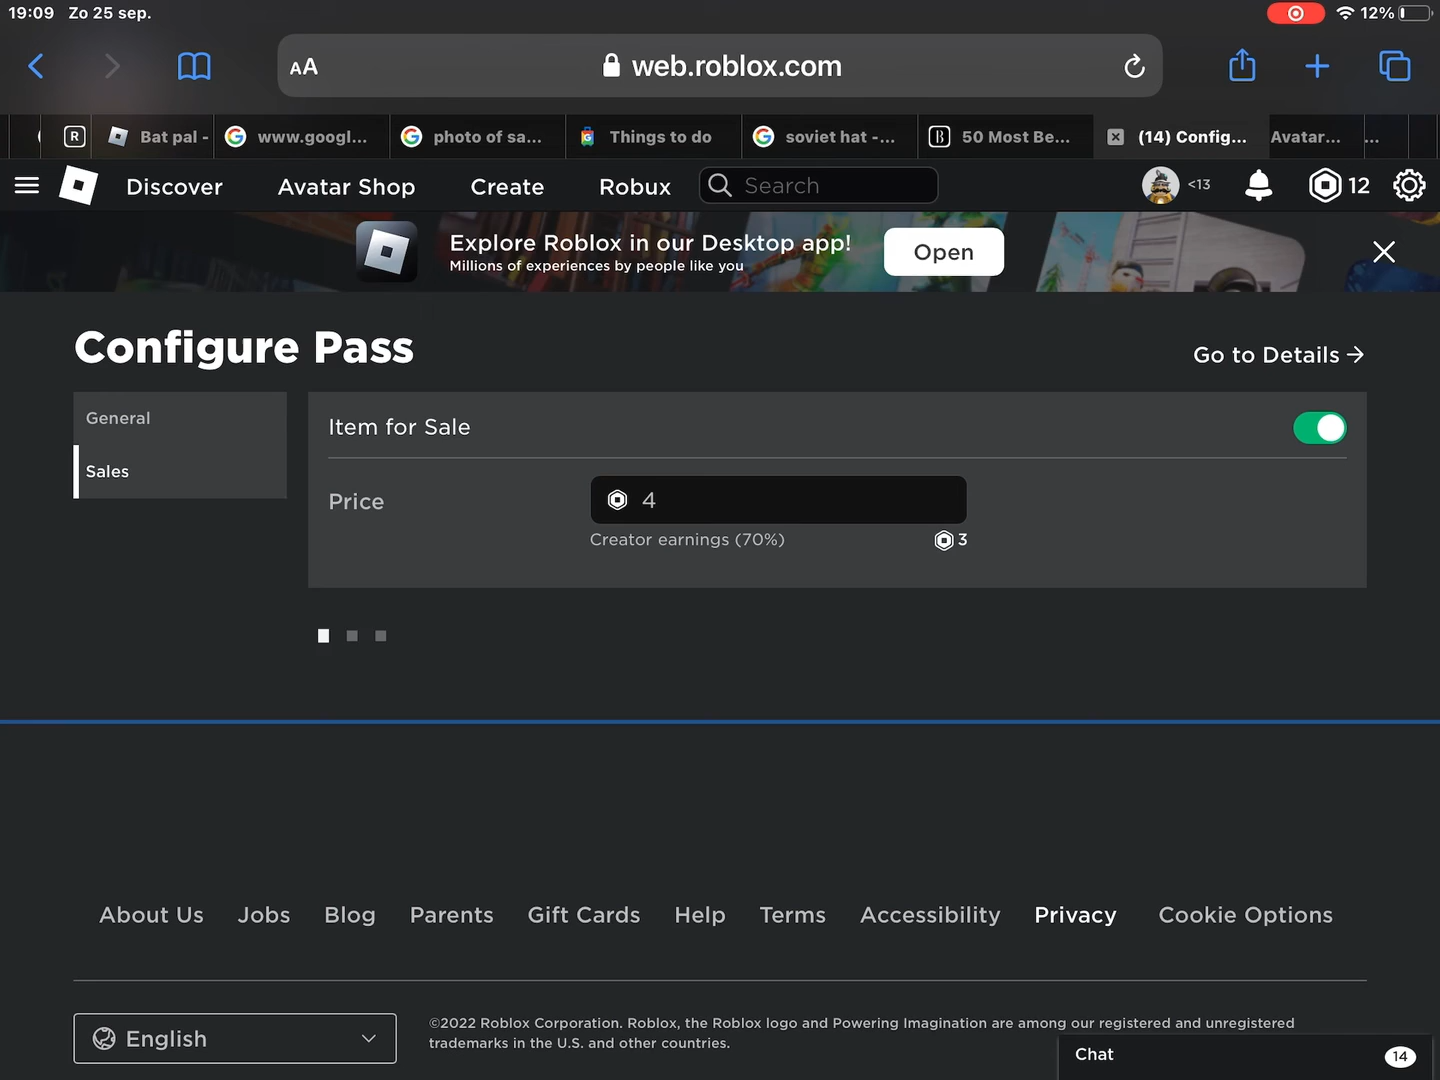 19:09 Zo 25 sep.
12%
AA web.roblox.com
R Bat pal - www.googl... photo of sa... Things to do soviet hat -... B 50 Most Be... (14) Config... Avatar... ...
Discover Avatar Shop Create Robux Search <13 12
Explore Roblox in our Desktop app!
Millions of experiences by people like you
Open
Configure Pass
Go to Details
General
Sales
Item for Sale
Price 4
Creator earnings (70%) 3
About Us Jobs Blog Parents Gift Cards Help Terms Accessibility Privacy Cookie Options
English
©2022 Roblox Corporation. Roblox, the Roblox logo and Powering Imagination are among our registered and unregistered
trademarks in the U.S. and other countries.
Chat 14